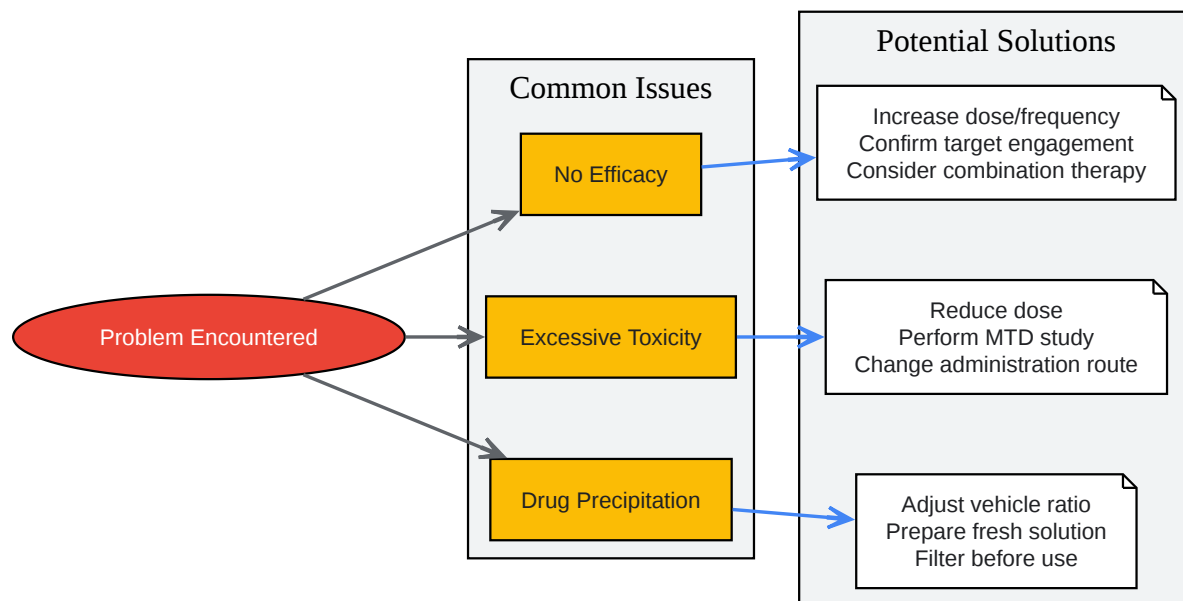 Problem Encountered
Common Issues
No Efficacy
Excessive Toxicity
Drug Precipitation
Potential Solutions
Increase dose/frequency
Confirm target engagement
Consider combination therapy
Reduce dose
Perform MTD study
Change administration route
Adjust vehicle ratio
Prepare fresh solution
Filter before use